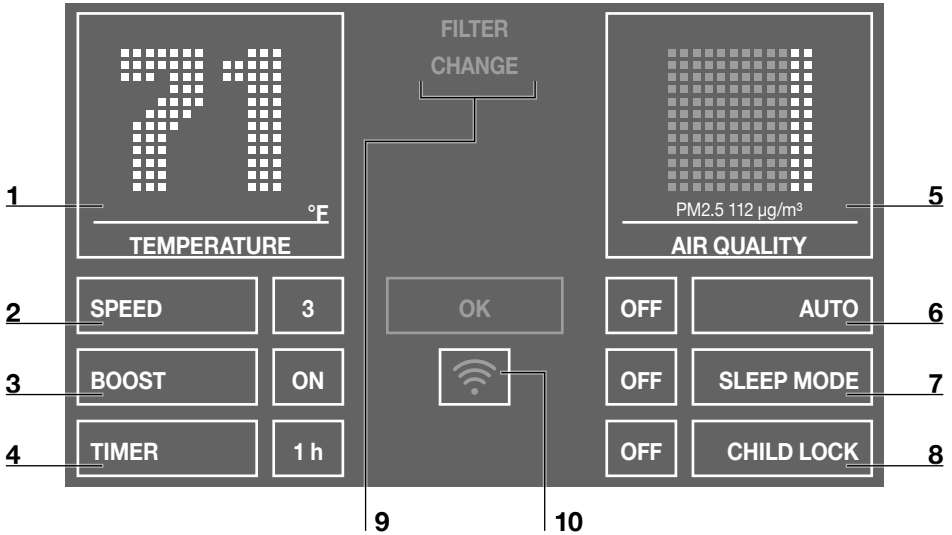 71
°F
TEMPERATURE
FILTER
CHANGE
PM2.5 112 µg/m³
AIR QUALITY
1
5
SPEED 3 OK OFF AUTO
2
6
BOOST ON OFF SLEEP MODE
3
7
TIMER 1 h OFF CHILD LOCK
4
8
9
10